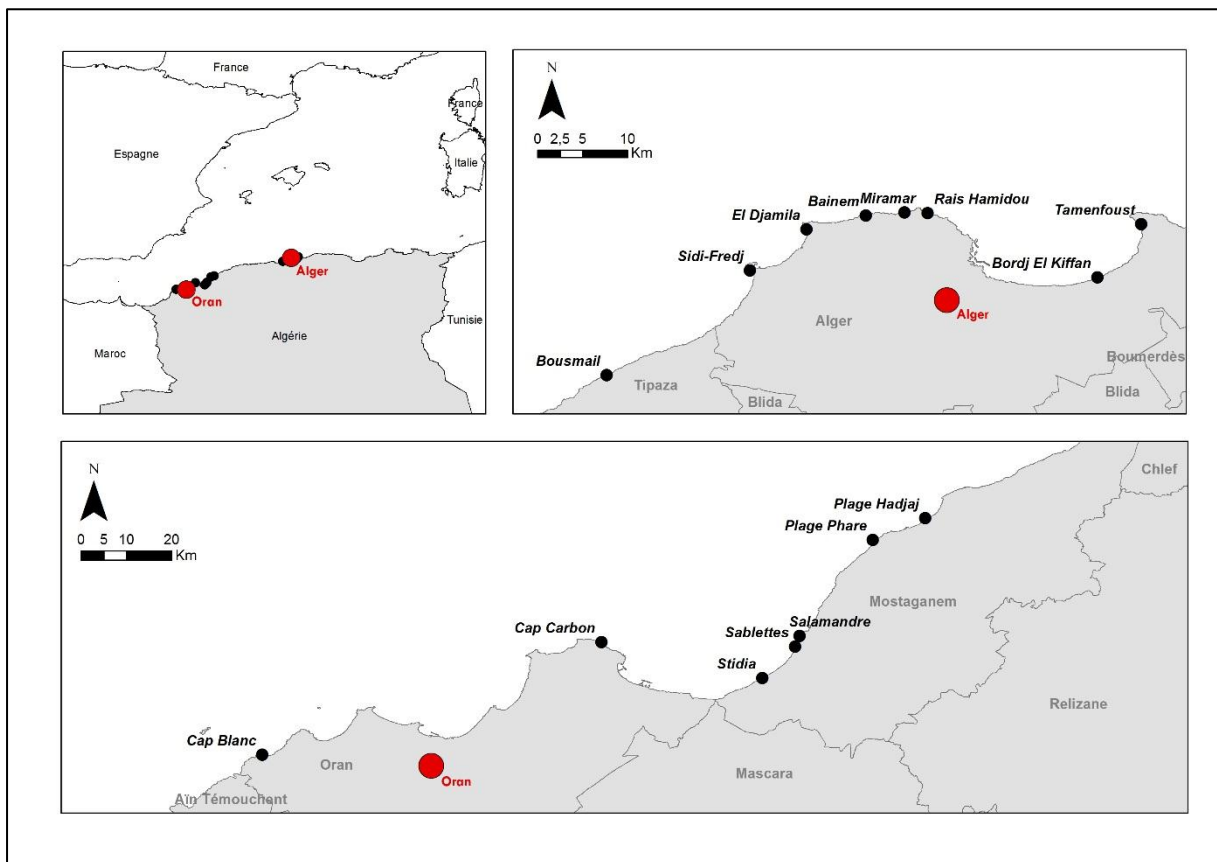 France
France
Espagne
Italie
Alger
Oran
Algérie
Tunisie
Maroc
N
0 2,5 5 10
Km
Bainem
Miramar
Rais Hamidou
El Djamila
Tamenfoust
Sidi-Fredj
Bordj El Kiffan
Alger
Alger
Bousmail
Boumerdès
Tipaza
Blida
Blida
N
0 5 10 20
Km
Chlef
Plage Hadjaj
Plage Phare
Mostaganem
Cap Carbon
Sablettes
Salamandre
Stidia
Relizane
Cap Blanc
Oran
Oran
Mascara
Aïn Témouchent